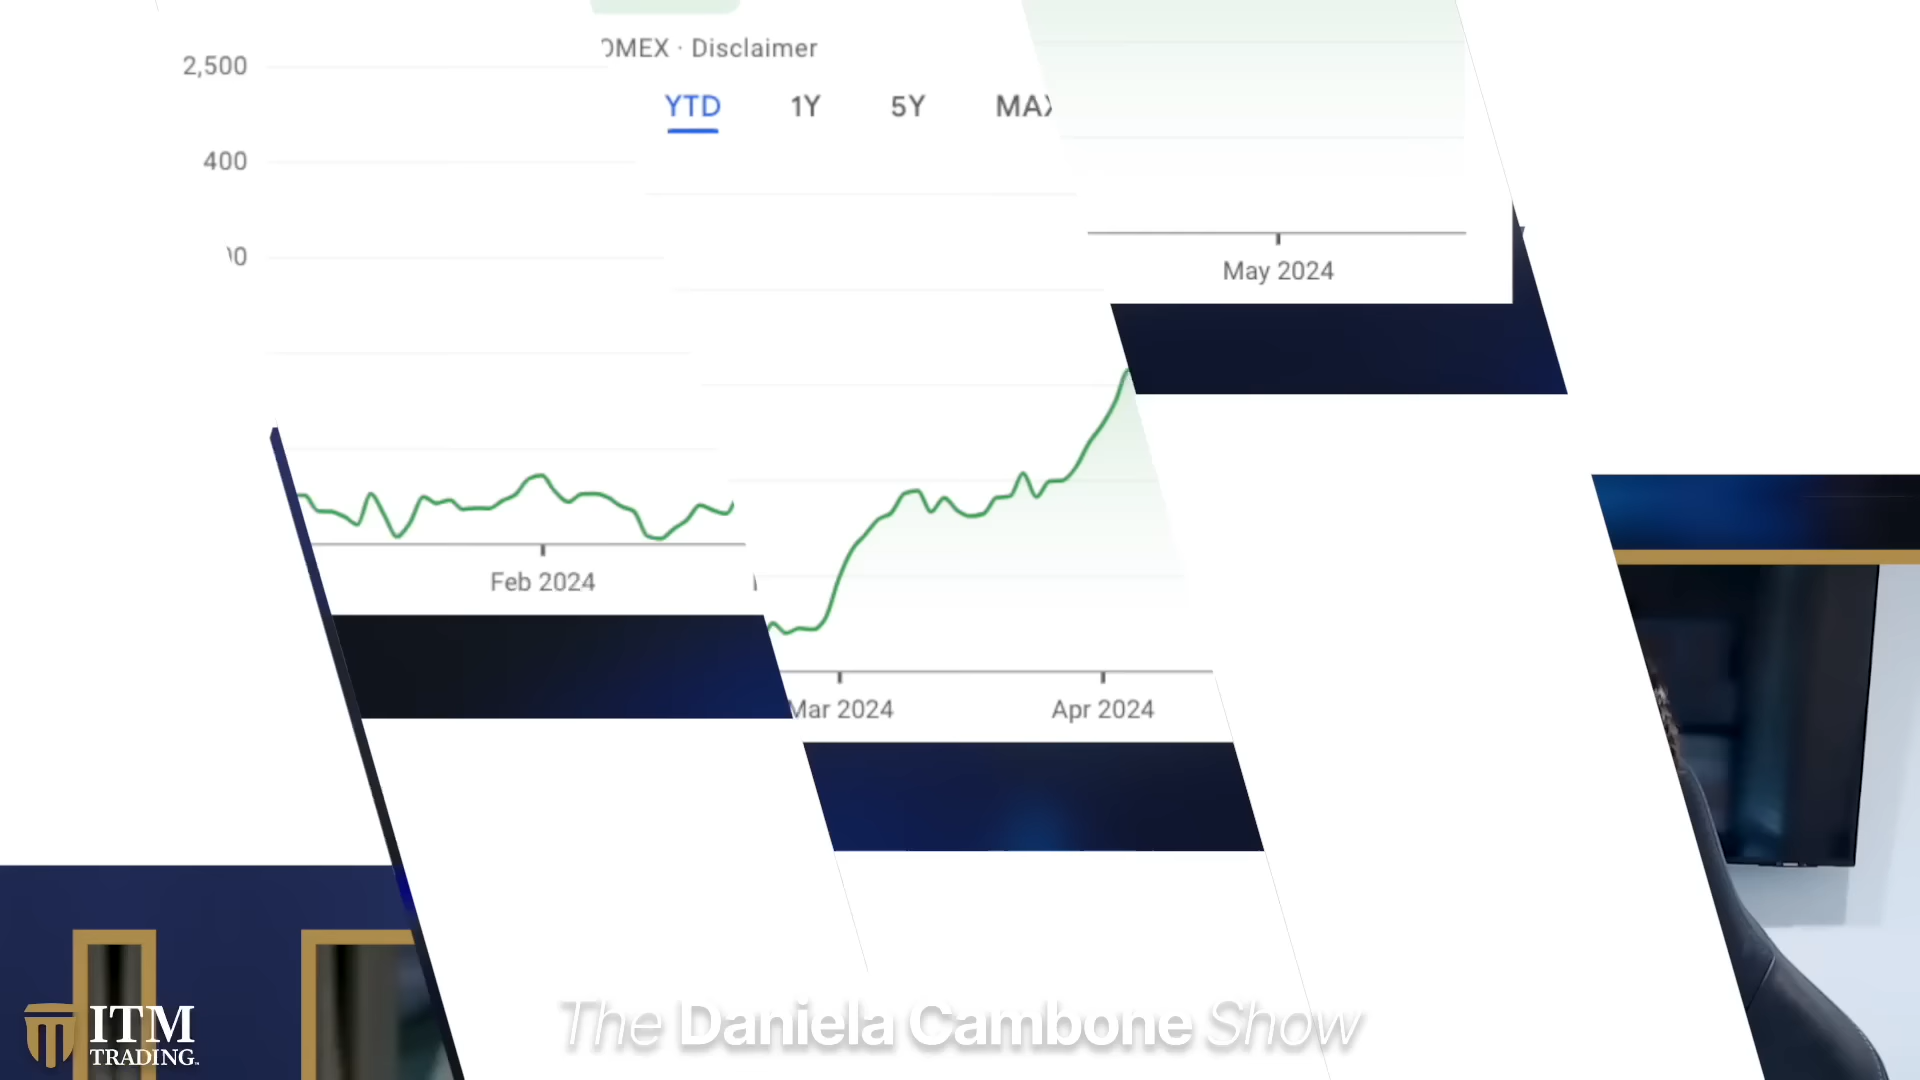 OMEX · Disclaimer
2,500
YTD 1Y 5Y MAX
400
May 2024
Feb 2024
Mar 2024 Apr 2024
ITM
TRADING
The Daniela Cambone Show